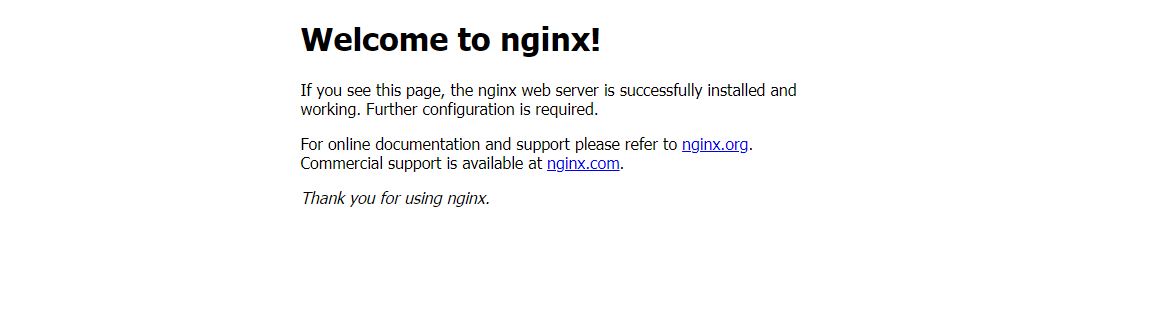 Welcome to nginx!
If you see this page, the nginx web server is successfully installed and
working. Further configuration is required.
For online documentation and support please refer to nginx.org.
Commercial support is available at nginx.com.
Thank you for using nginx.